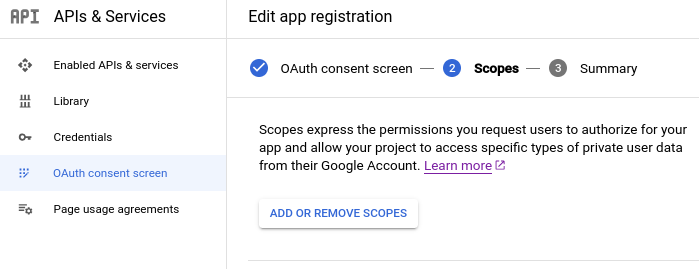 API APIs & Services
Edit app registration
Enabled APIs & services
Library
Credentials
OAuth consent screen
Page usage agreements
OAuth consent screen — 2 Scopes — 3 Summary
Scopes express the permissions you request users to authorize for your
app and allow your project to access specific types of private user data
from their Google Account. Learn more
ADD OR REMOVE SCOPES